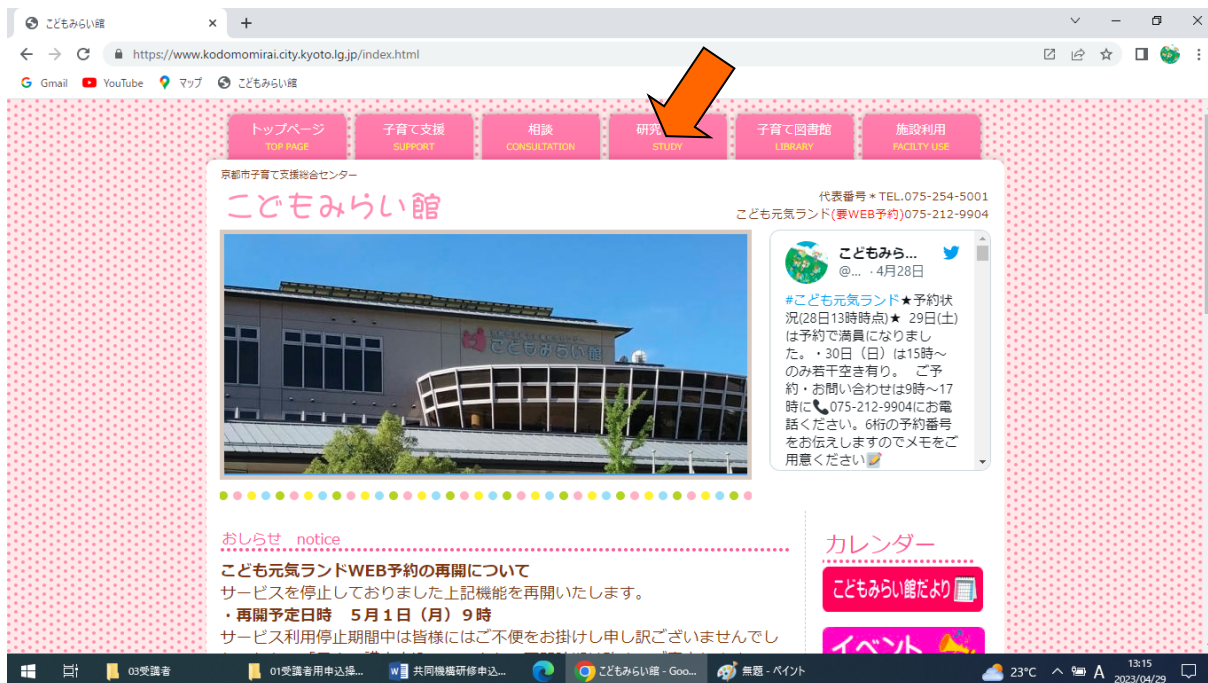 こどもみらい館
https://www.kodomomirai.city.kyoto.lg.jp/index.html
Gmail YouTube マップ こどもみらい館
トップページ 子育て支援 相談 研究 子育て図書館 施設利用
TOP PAGE SUPPORT CONSULTATION STUDY LIBRARY FACILTY USE
京都市子育て支援総合センター
こどもみらい館
代表番号*TEL.075-254-5001
こども元気ランド(要WEB予約)075-212-9904
こどもみらい館
こどもみら...
@... · 4月28日
#こども元気ランド★予約状
況(28日13時時点)★ 29日(土)
は予約で満員になりまし
た。・30日（日）は15時～
のみ若干空き有り。 ご予
約・お問い合わせは9時～17
時に📞075-212-9904にお電
話ください。6桁の予約番号
をお伝えしますのでメモをご
用意ください📝
おしらせ notice
こども元気ランドWEB予約の再開について
サービスを停止しておりました上記機能を再開いたします。
・再開予定日時 ５月１日（月）９時
サービス利用停止期間中は皆様にはご不便をお掛けし申し訳ございませんでし
カレンダー
こどもみらい館だより
イベント
03受講者 01受講者用申込操... 共同機構研修申込... こどもみらい館 - Goo... 無題 - ペイント
23°C A 13:15
2023/04/29